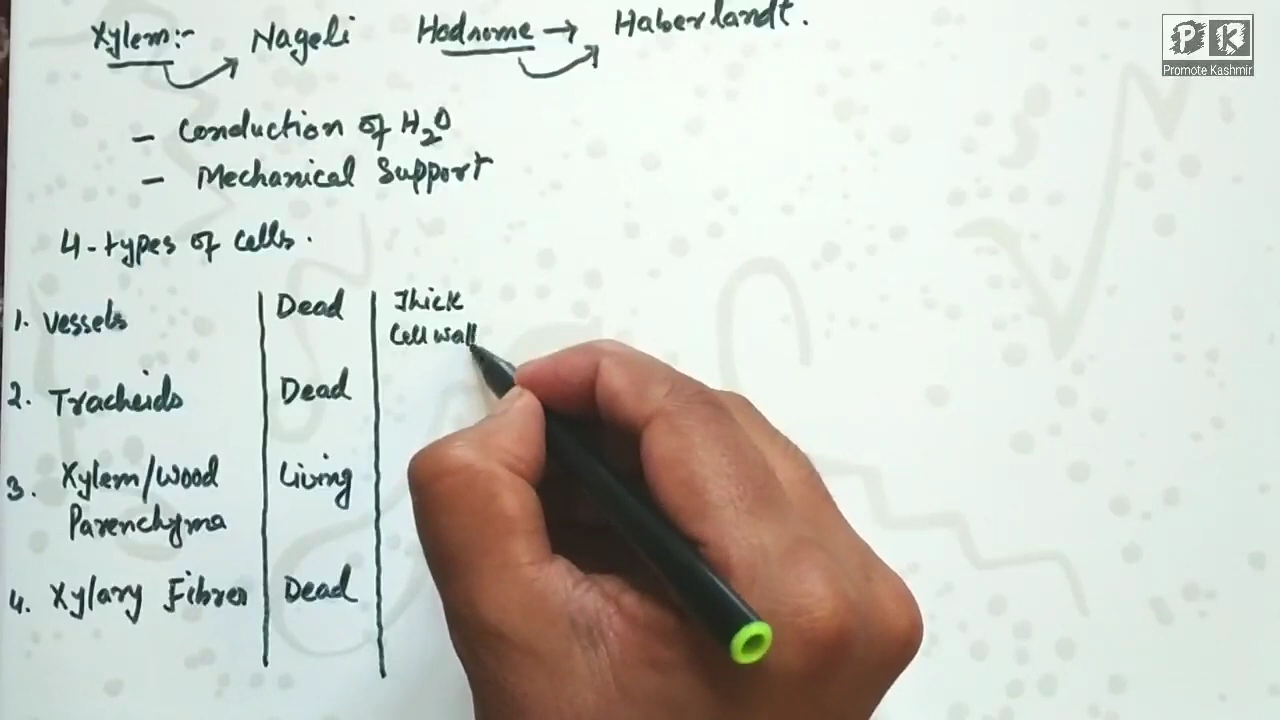 Xylem:- Nageli Hadrome → Haberlandt.
- Conduction of H₂O
- Mechanical Support
4-types of cells.
1. Vessels Dead Thick
Cell wall
2. Tracheids Dead
3. Xylem/Wood Living
Parenchyma
4. Xylary Fibres Dead
PK
Promote Kashmir